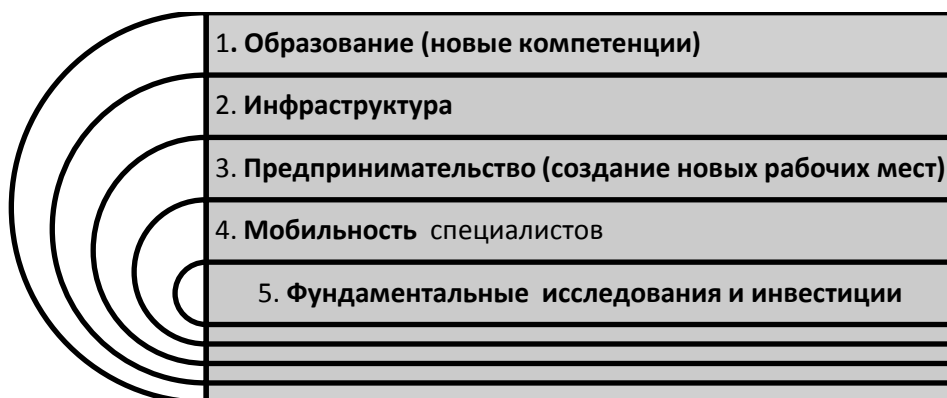 1. Образование (новые компетенции)
2. Инфраструктура
3. Предпринимательство (создание новых рабочих мест)
4. Мобильность специалистов
5. Фундаментальные исследования и инвестиции